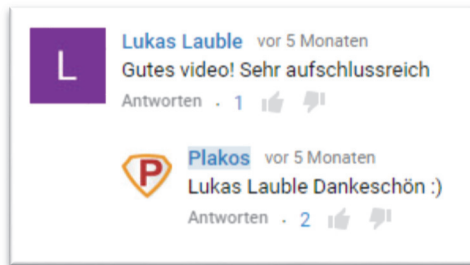 L
Lukas Lauble vor 5 Monaten
Gutes video! Sehr aufschlussreich
Antworten · 1
P
Plakos vor 5 Monaten
Lukas Lauble Dankeschön :)
Antworten · 2